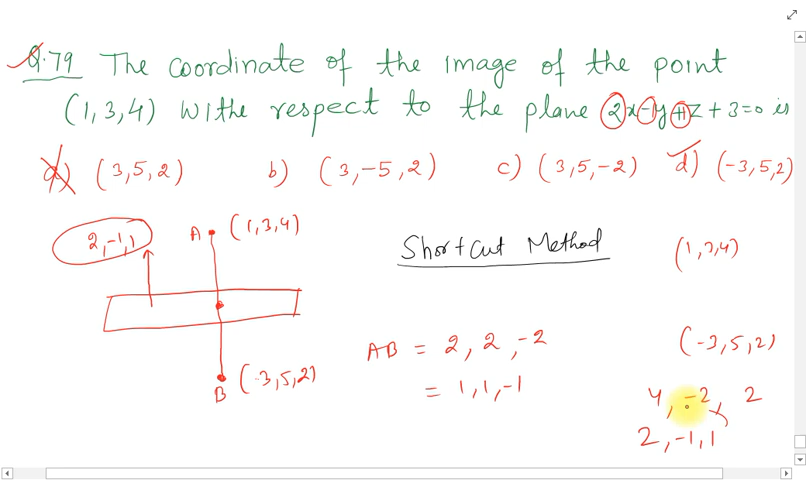 Q.79 The coordinate of the image of the point
(1,3,4) withe respect to the plane 2x-1y+1z+3=0 is
a) (3,5,2) b) (3,-5,2) c) (3,5,-2) d) (-3,5,2)
2,-1,1
A (1,3,4)
Shortcut Method
(1,3,4)
AB = 2, 2, -2
= 1, 1, -1
B (-3,5,2)
(-3,5,2)
4, -2, 2
2, -1, 1